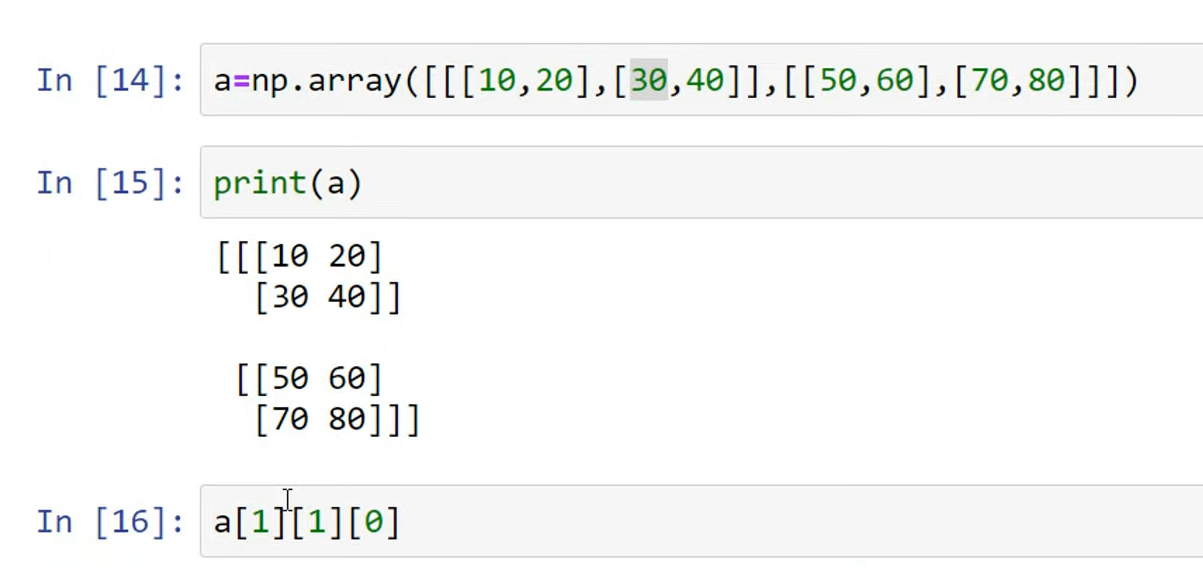 In [14]: a=np.array([[[10,20],[30,40]],[[50,60],[70,80]]])
In [15]: print(a)
[[[10 20]
[30 40]]
[[50 60]
[70 80]]]
In [16]: a[1][1][0]